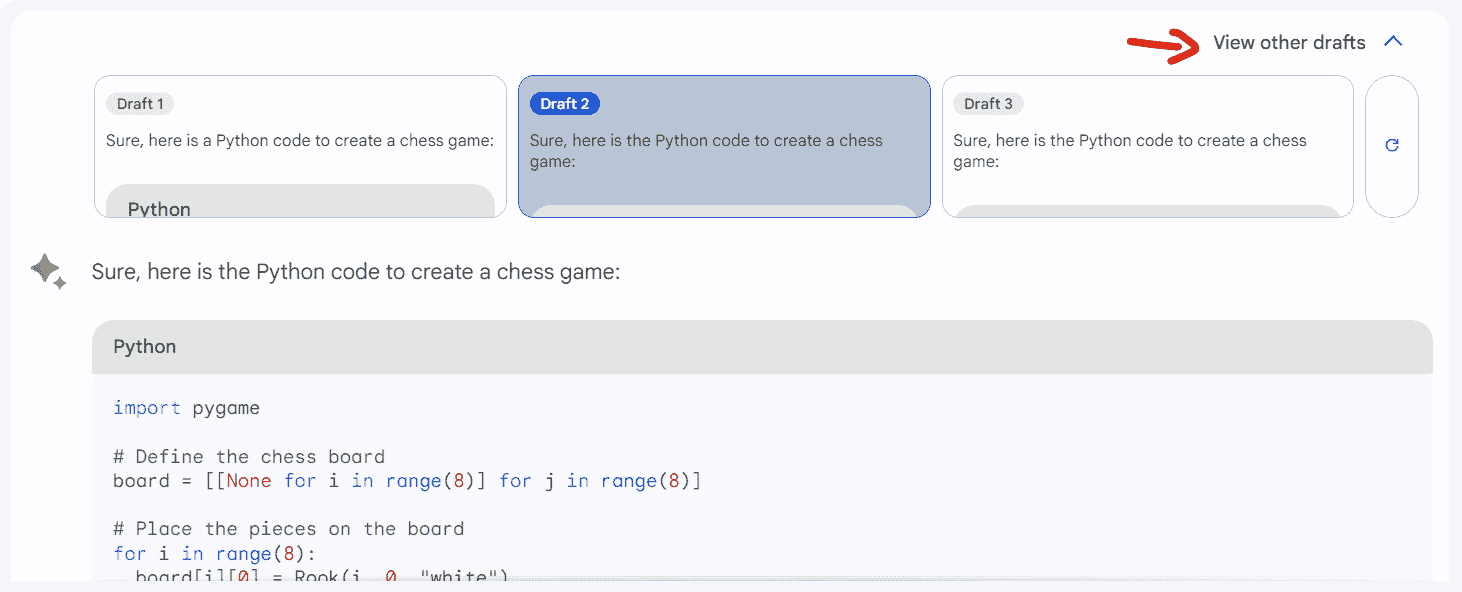 View other drafts
Draft 1
Sure, here is a Python code to create a chess game:
Python
Draft 2
Sure, here is the Python code to create a chess
game:
Draft 3
Sure, here is the Python code to create a chess
game:
Sure, here is the Python code to create a chess game:
Python
import pygame
# Define the chess board
board = [[None for i in range(8)] for j in range(8)]
# Place the pieces on the board
for i in range(8):
  board[i][0] = Rook(i, 0, "white")